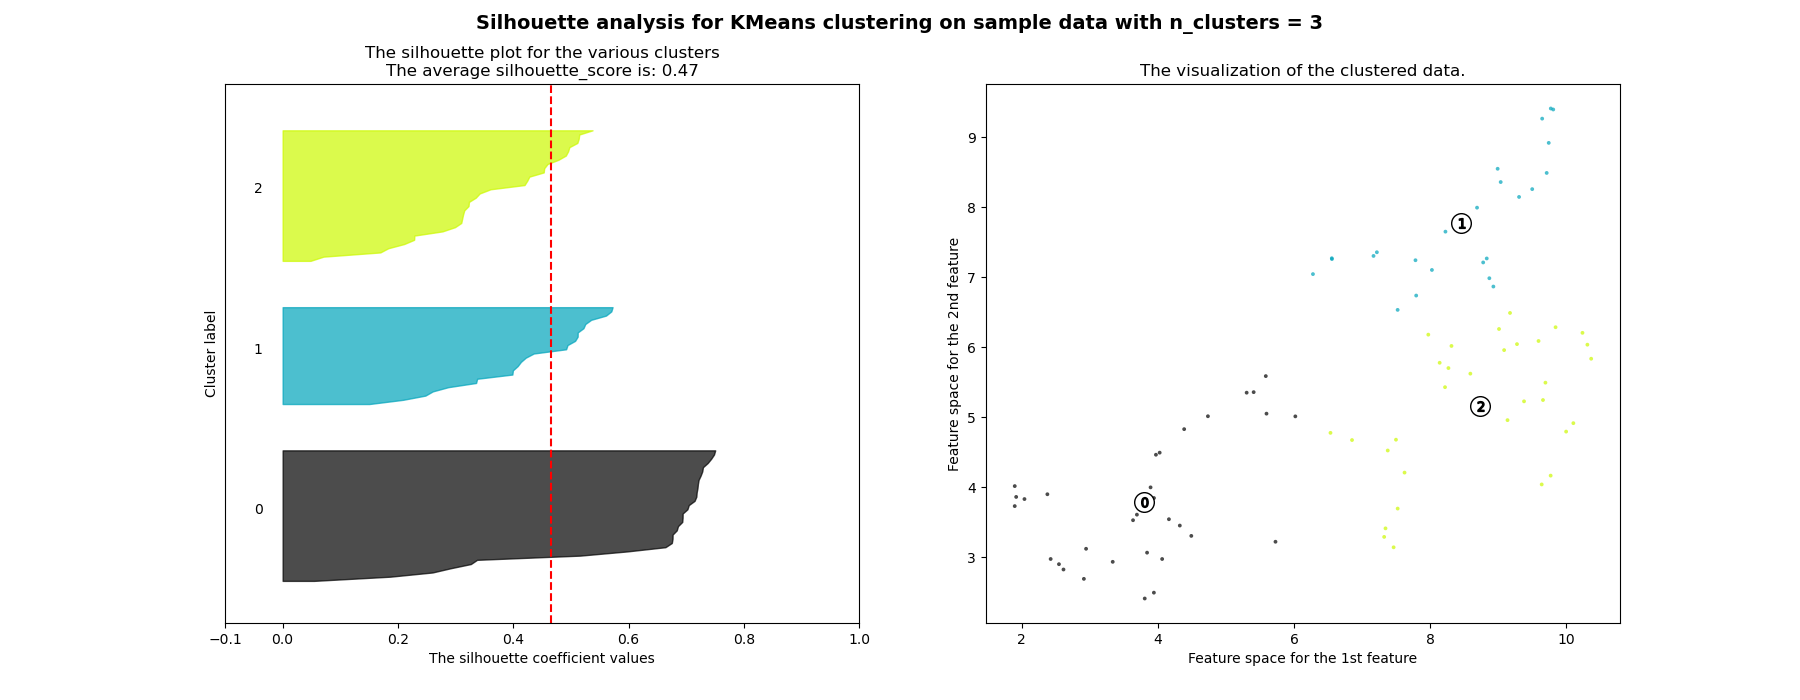 Silhouette analysis for KMeans clustering on sample data with n_clusters = 3
The silhouette plot for the various clusters
The average silhouette_score is: 0.47
Cluster label
2
1
0
−0.1 0.0 0.2 0.4 0.6 0.8 1.0
The silhouette coefficient values
The visualization of the clustered data.
Feature space for the 2nd feature
9
8
7
6
5
4
3
1
2
0
2 4 6 8 10
Feature space for the 1st feature